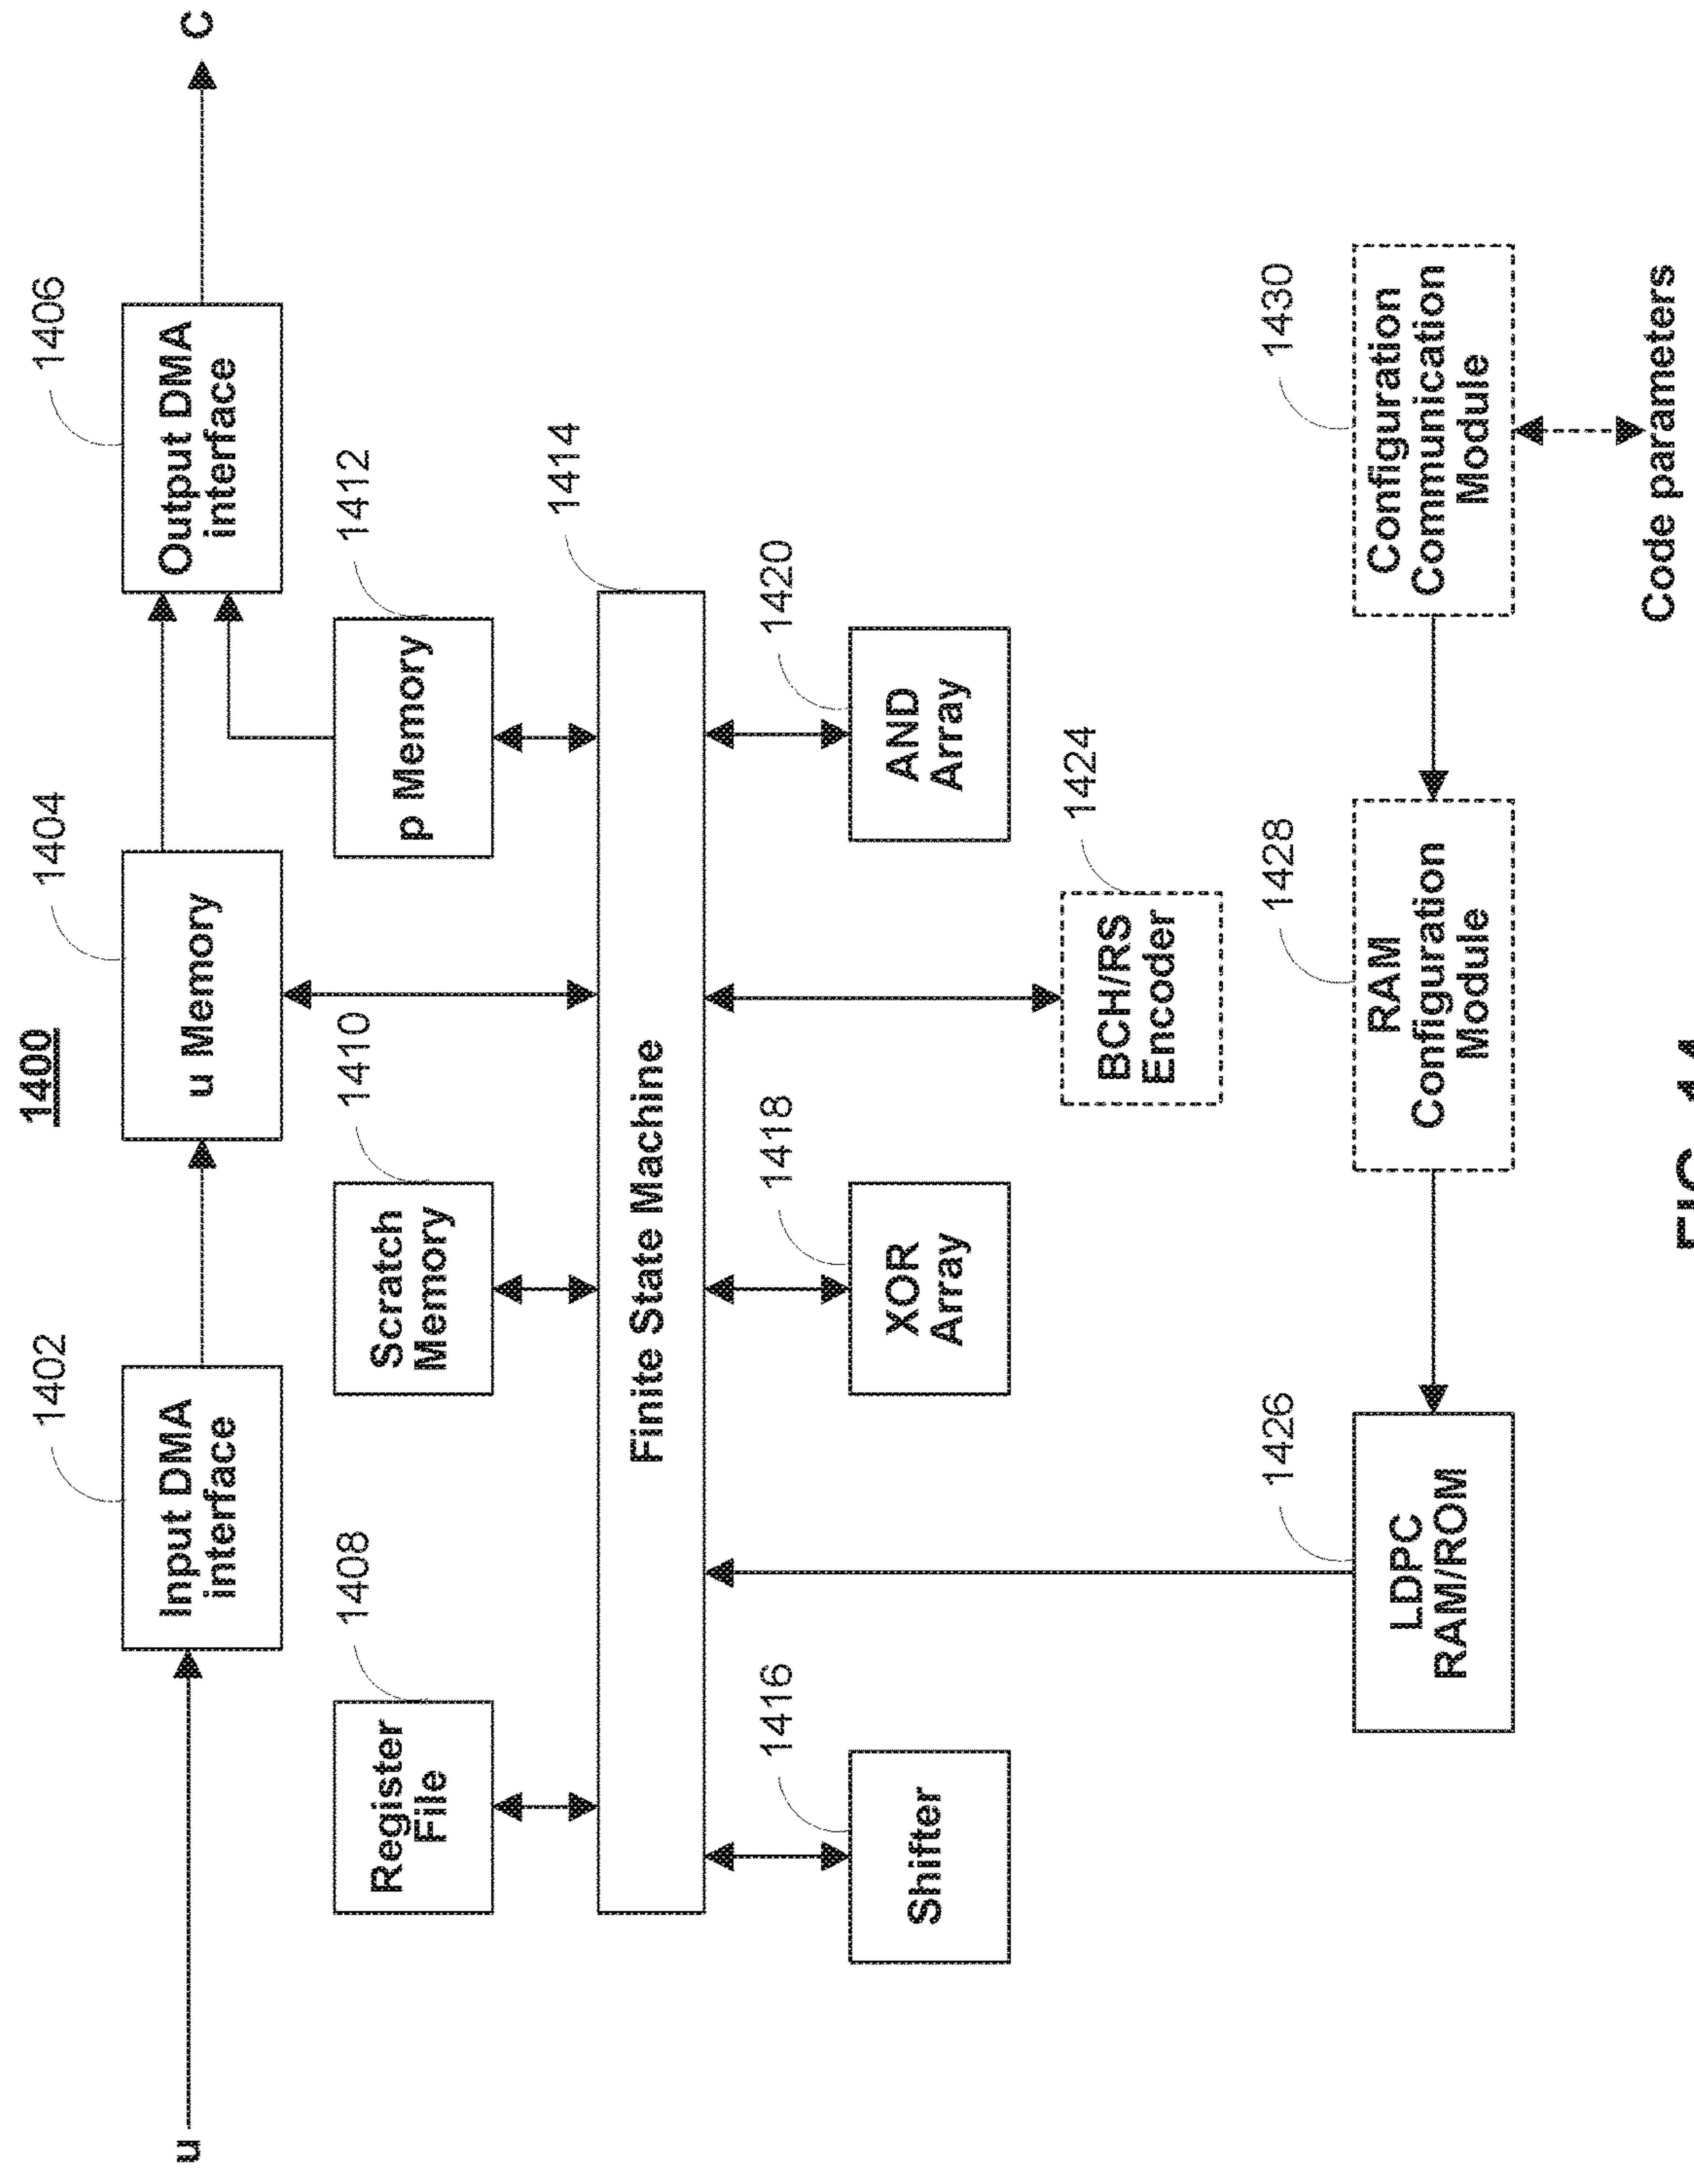 1400
1402
1404
1406
u
Input DMA
interface
u Memory
Output DMA
interface
C
1408
1410
1412
Register
File
Scratch
Memory
p Memory
1414
Finite State Machine
1416
1418
1420
Shifter
XOR
Array
AND
Array
1424
BCH/RS
Encoder
1426
1428
1430
LDPC
RAM/ROM
RAM
Configuration
Module
Configuration
Communication
Module
Code parameters